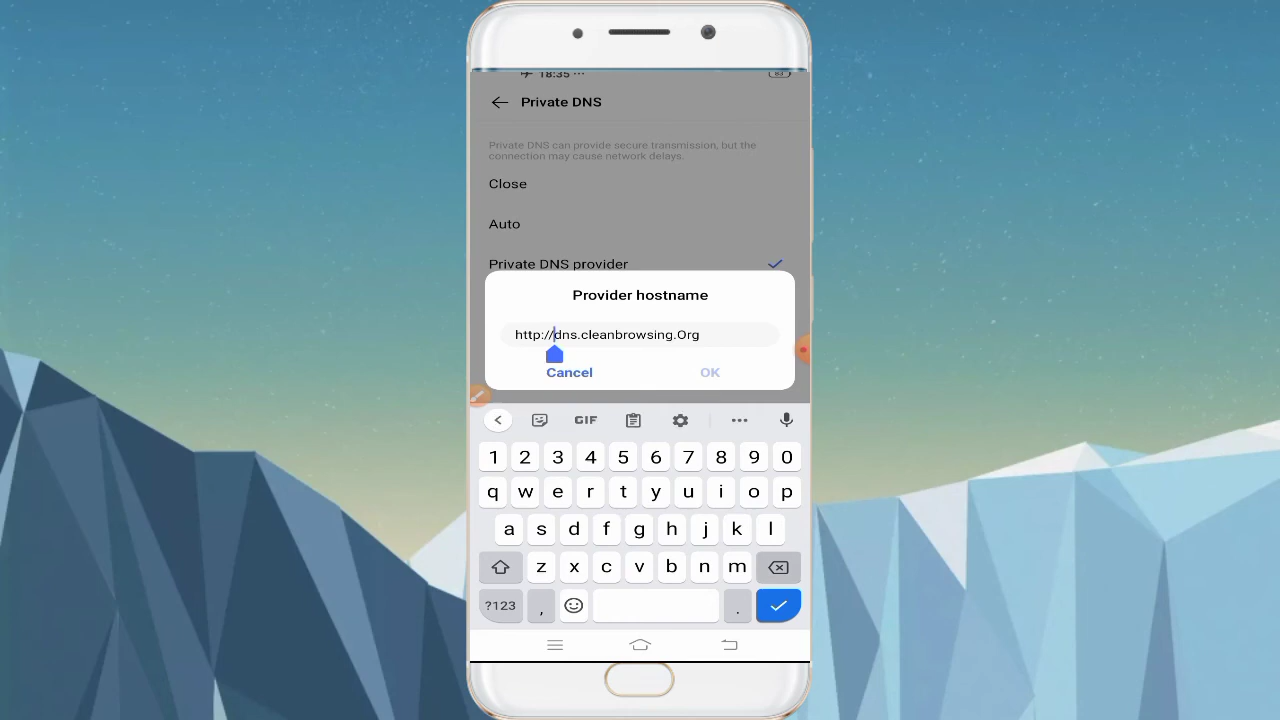 18:35 ···
83
Private DNS
Private DNS can provide secure transmission, but the
connection may cause network delays.
Close
Auto
Private DNS provider
Provider hostname
http://dns.cleanbrowsing.Org
Cancel OK
GIF
1 2 3 4 5 6 7 8 9 0
q w e r t y u i o p
a s d f g h j k l
z x c v b n m
?123 , .